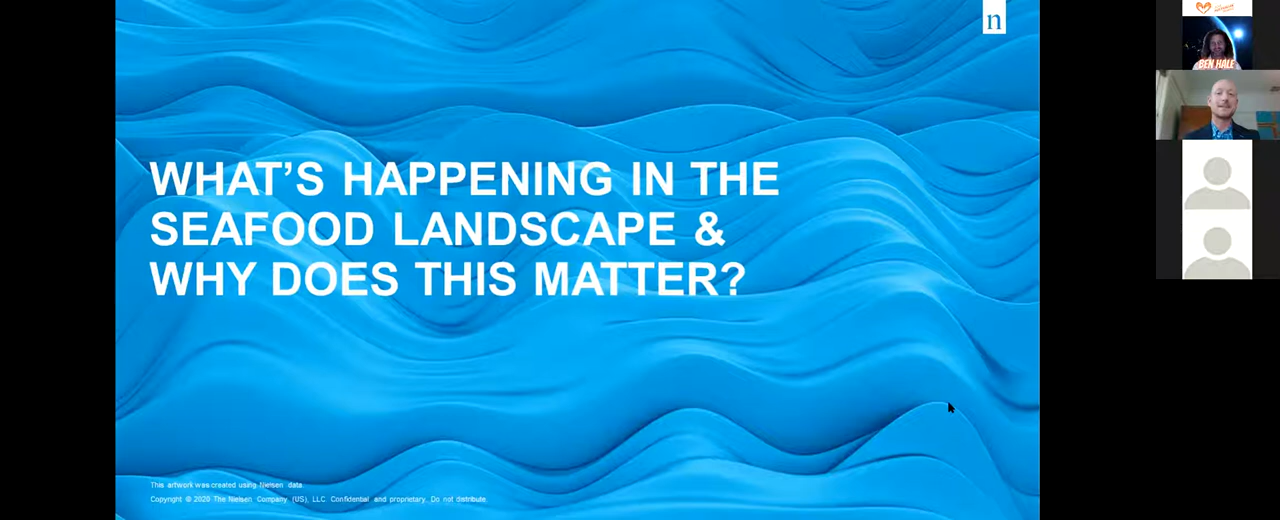 n
WHAT'S HAPPENING IN THE
SEAFOOD LANDSCAPE &
WHY DOES THIS MATTER?
This artwork was created using Nielsen data.
Copyright © 2020 The Nielsen Company (US), LLC. Confidential and proprietary. Do not distribute.
BEN HALE